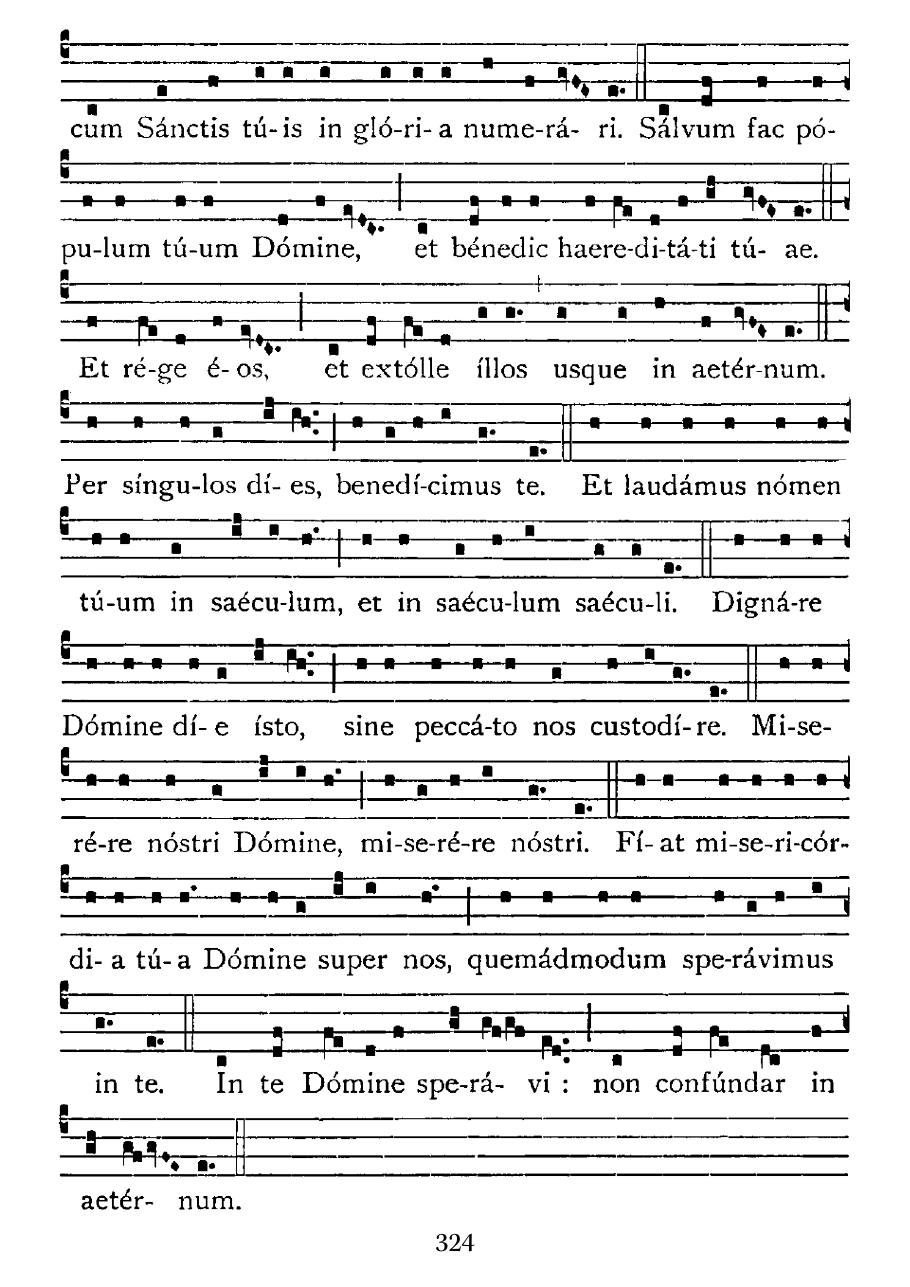 cum Sánctis tú-is in gló-ri-a nume-rá- ri. Sálvum fac pó-
pu-lum tú-um Dómine, et bénedic haere-di-tá-ti tú- ae.
Et ré-ge é- os, et extólle íllos usque in aetér-num.
Per síngu-los dí- es, benedí-cimus te. Et laudámus nómen
tú-um in saécu-lum, et in saécu-lum saécu-li. Digná-re
Dómine dí- e ísto, sine peccá-to nos custodí-re. Mi-se-
ré-re nóstri Dómine, mi-se-ré-re nóstri. Fí- at mi-se-ri-cór-
di- a tú- a Dómine super nos, quemádmodum spe-rávimus
in te. In te Dómine spe-rá- vi : non confúndar in
aetér- num.
324